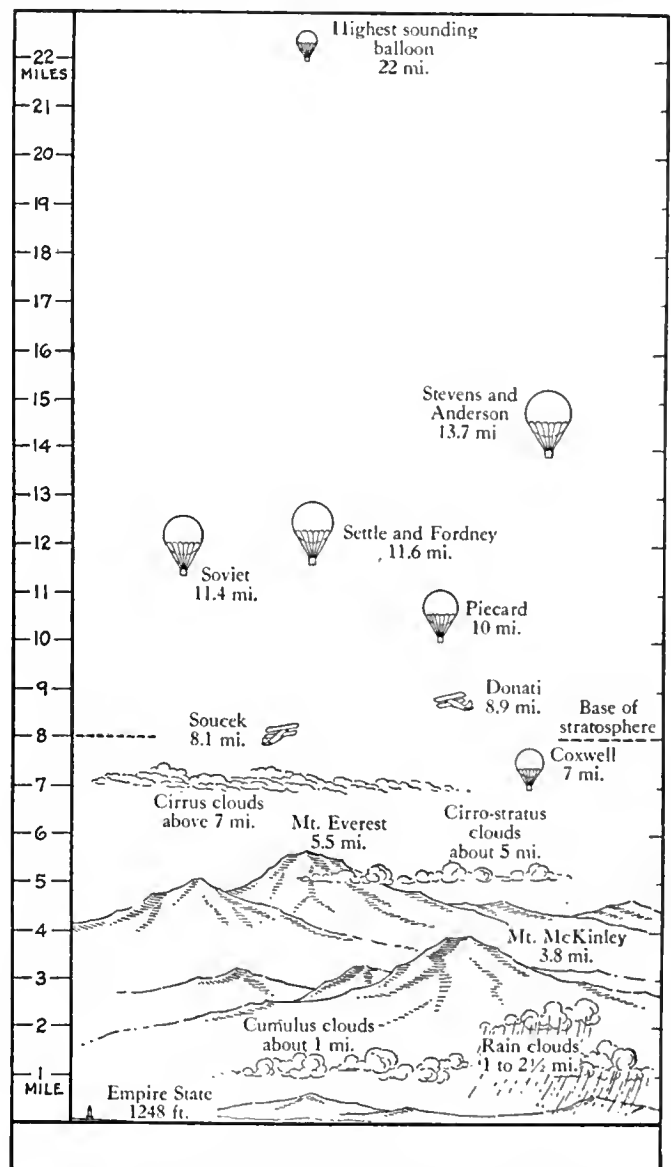 Highest sounding
balloon
22 mi.
22
MILES
21
20
19
18
17
16
15
Stevens and
Anderson
13.7 mi
14
13
Settle and Fordney
11.6 mi.
12
Soviet
11.4 mi.
11
Piccard
10 mi.
10
9
Donati
8.9 mi.
Soucek
8.1 mi.
Base of
stratosphere
8
Coxwell
7 mi.
7
Cirrus clouds
above 7 mi.
Cirro-stratus
clouds
about 5 mi.
6
Mt. Everest
5.5 mi.
5
4
Mt. McKinley
3.8 mi.
3
2
Cumulus clouds
about 1 mi.
Rain clouds
1 to 2½ mi.
1
MILE
Empire State
1248 ft.